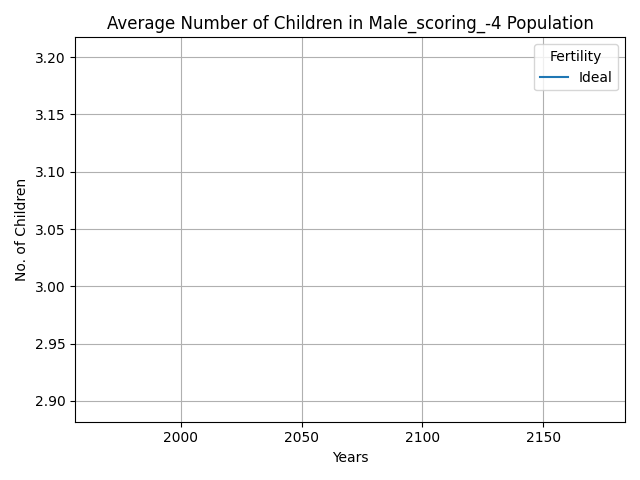 Average Number of Children in Male_scoring_-4 Population
Fertility
Ideal
3.20
3.15
3.10
3.05
3.00
2.95
2.90
No. of Children
2000
2050
2100
2150
Years